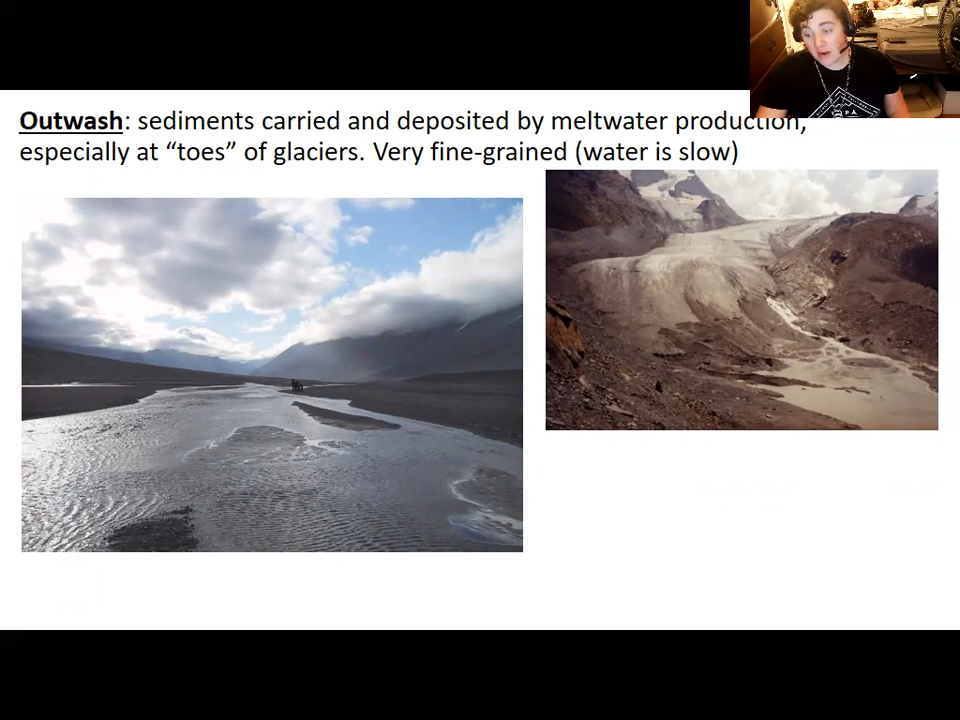 Outwash: sediments carried and deposited by meltwater production,
especially at “toes” of glaciers. Very fine-grained (water is slow)